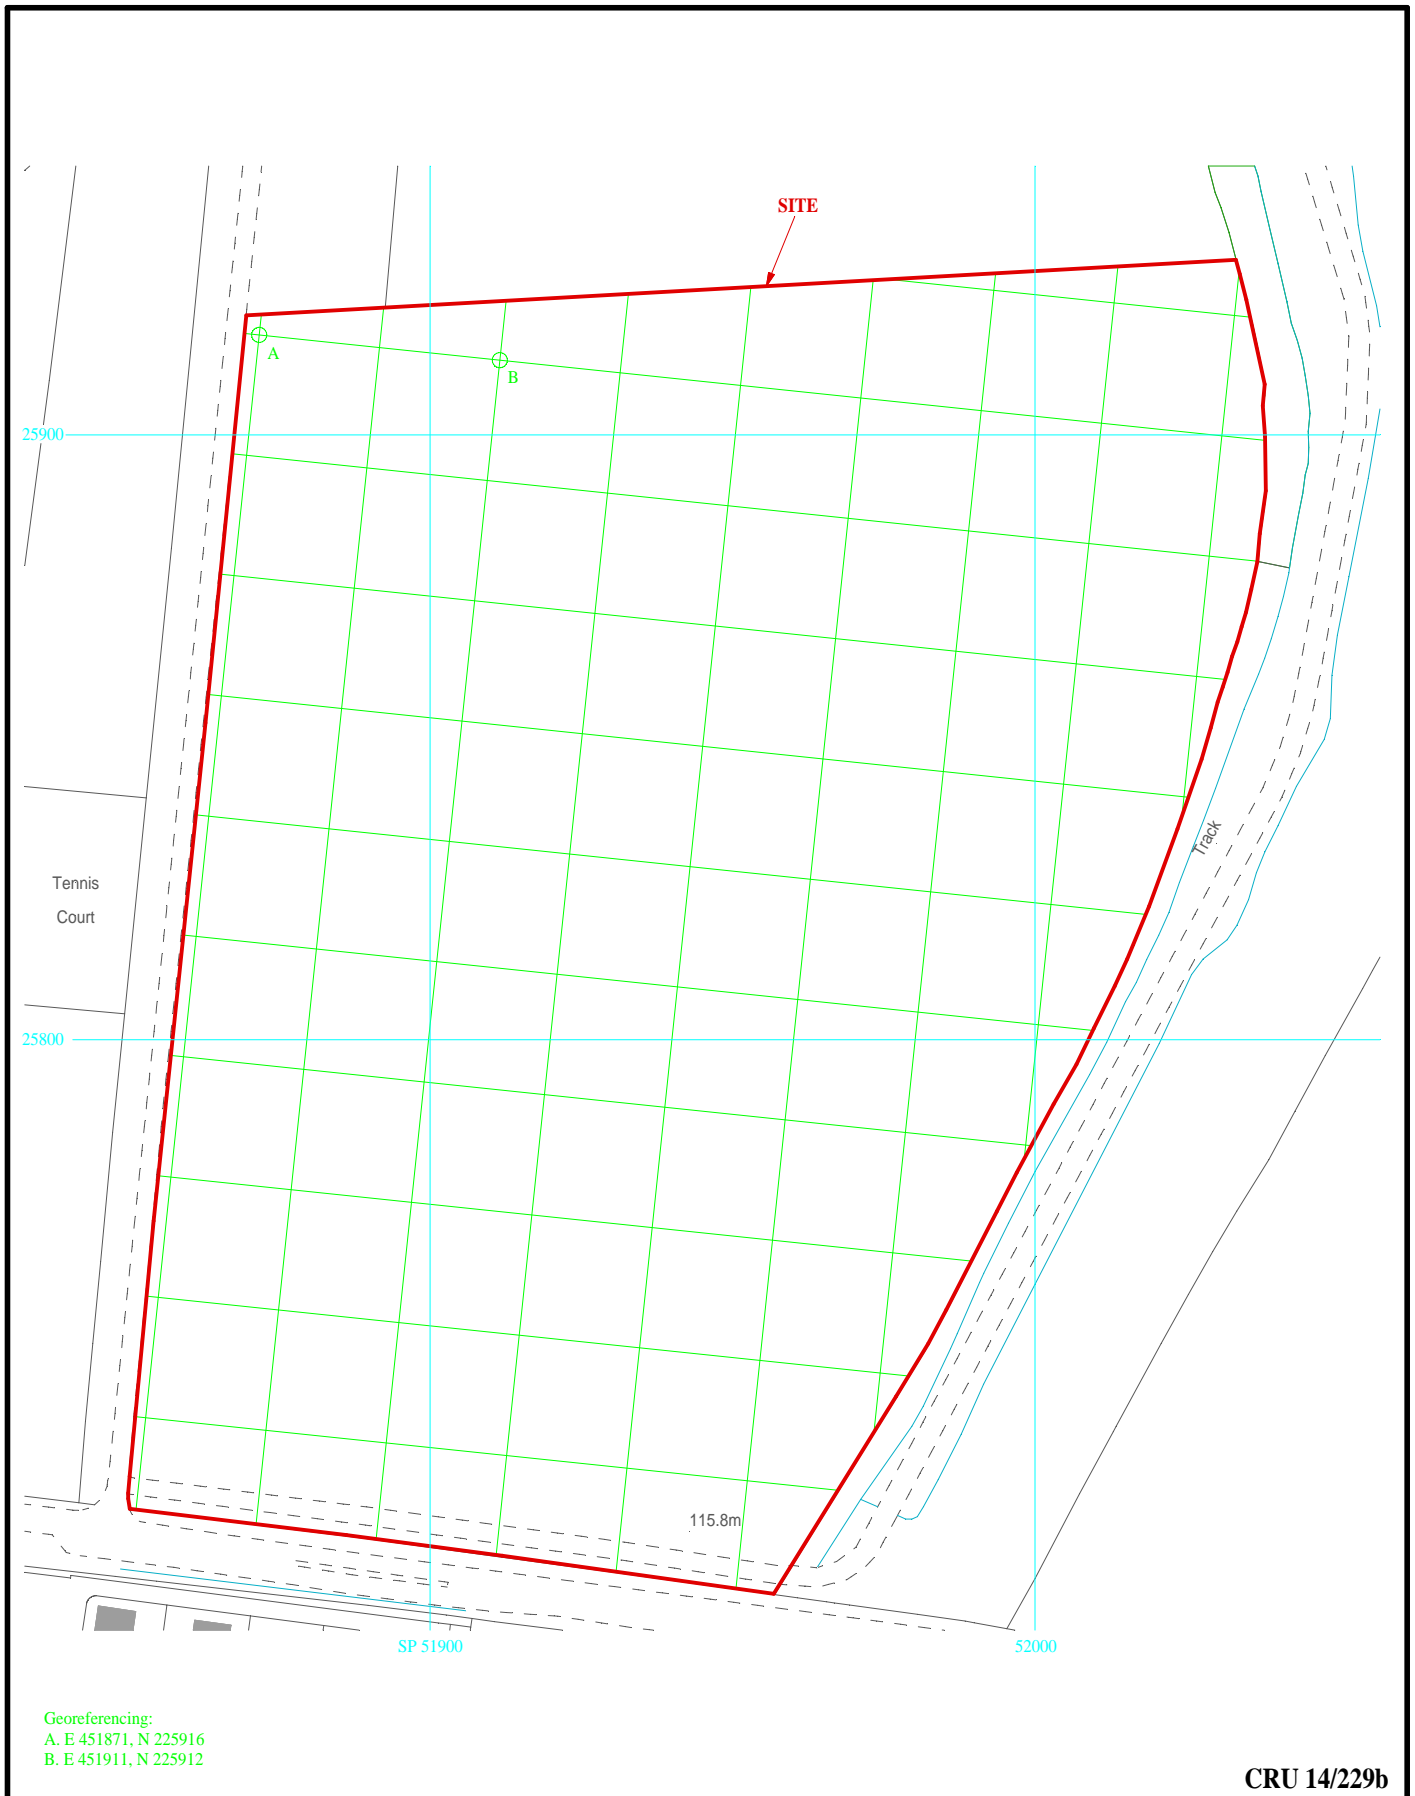 SITE
A
B
25900
Track
Tennis
Court
25800
115.8m
SP 51900
52000
Georeferencing:
A. E 451871, N 225916
B. E 451911, N 225912
CRU 14/229b